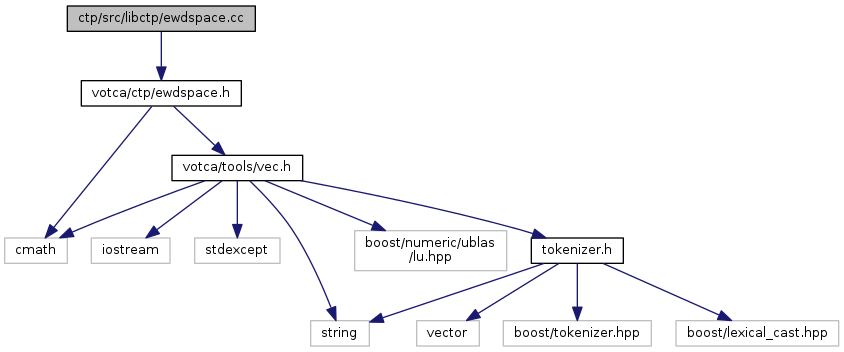 ctp/src/libctp/ewdspace.cc
votca/ctp/ewdspace.h
votca/tools/vec.h
cmath
iostream
stdexcept
boost/numeric/ublas
/lu.hpp
tokenizer.h
string
vector
boost/tokenizer.hpp
boost/lexical_cast.hpp